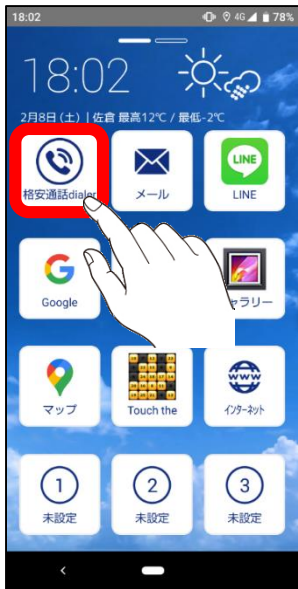 18:02 4G 78%
18:02
2月8日(土) | 佐倉 最高12℃ / 最低-2℃
格安通話dialer メール LINE
LINE
Google ャラリー
マップ Touch the インターネット
www
1 2 3
未設定 未設定 未設定